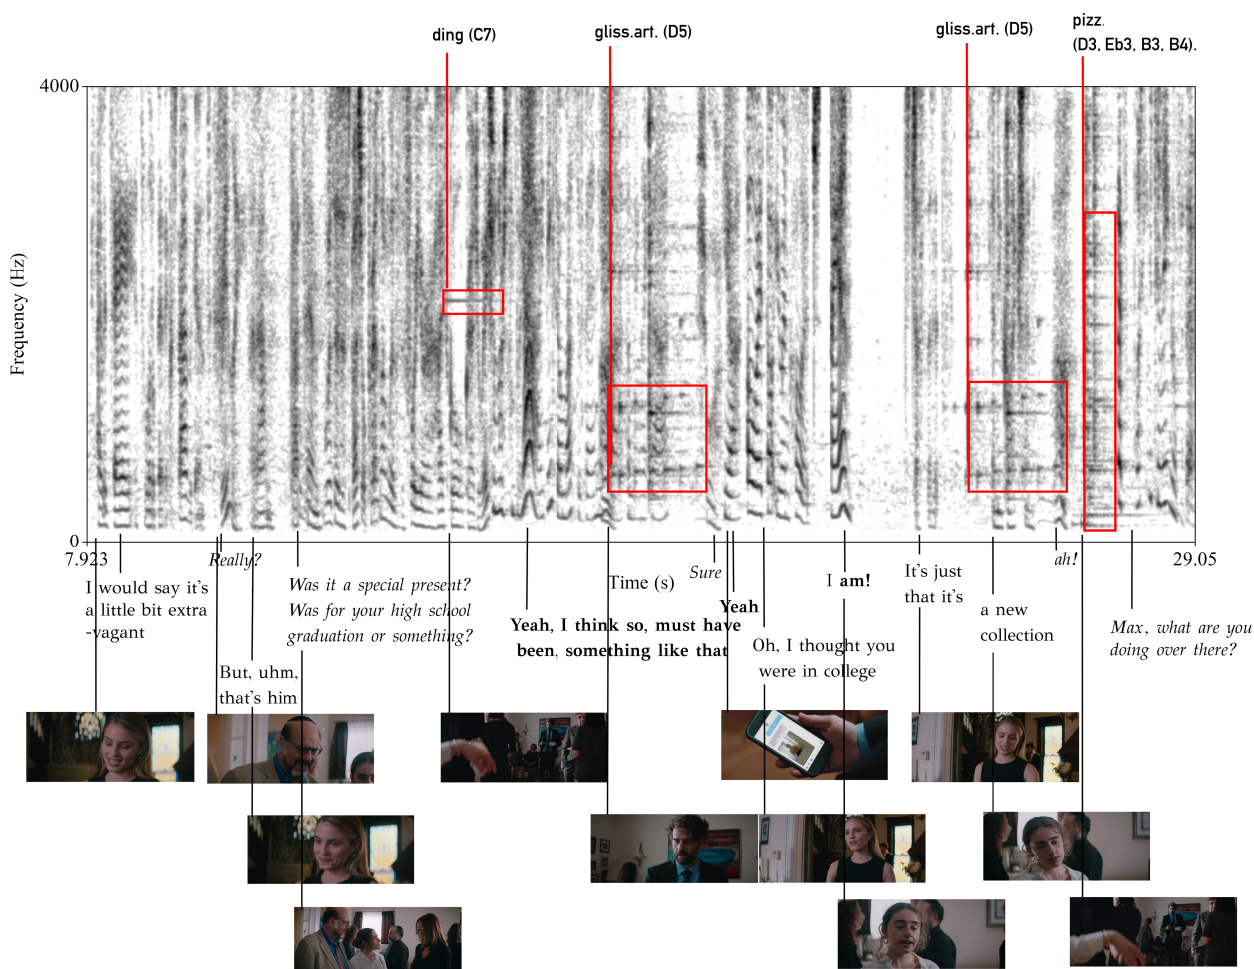 ding (C7)
gliss.art. (D5)
gliss.art. (D5)
pizz.
(D3, Eb3, B3, B4).
4000
Frequency (Hz)
0
7.923
29.05
Time (s)
Really?
I would say it's
a little bit extra
-vagant
But, uhm,
that's him
Was it a special present?
Was for your high school
graduation or something?
Yeah, I think so, must have
been, something like that
Sure
Yeah
Oh, I thought you
were in college
I am!
It's just
that it's
a new
collection
ah!
Max, what are you
doing over there?